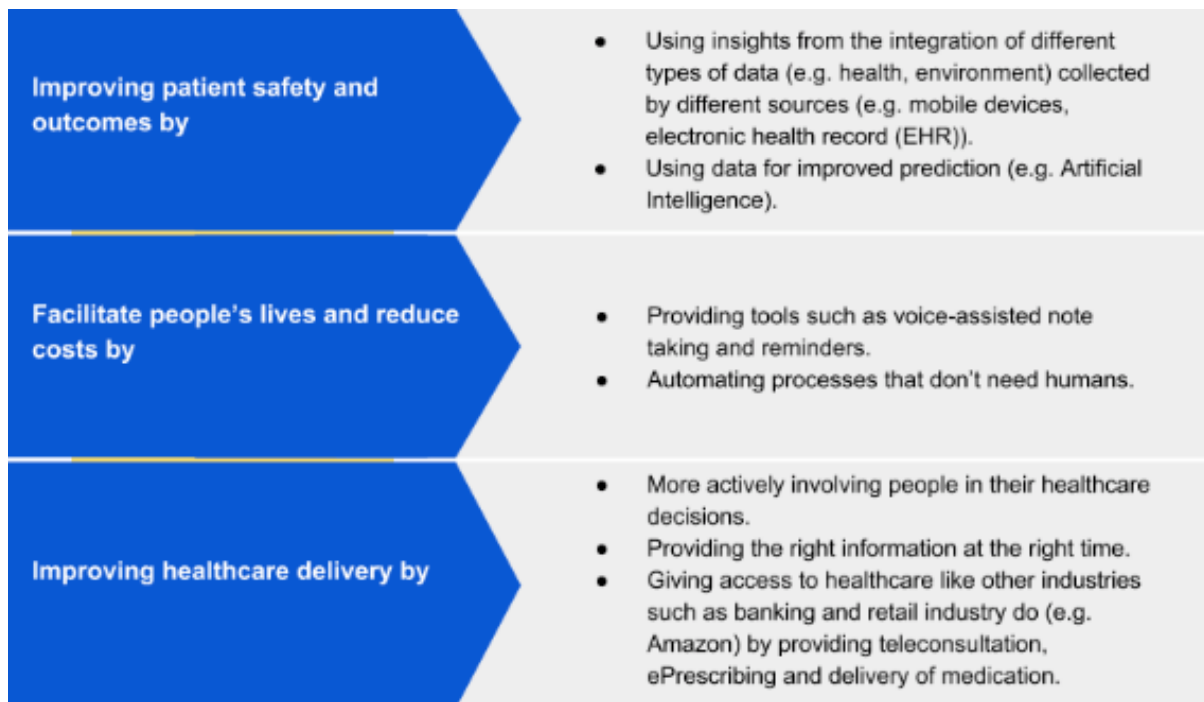 Improving patient safety and
outcomes by
● Using insights from the integration of different
types of data (e.g. health, environment) collected
by different sources (e.g. mobile devices,
electronic health record (EHR)).
● Using data for improved prediction (e.g. Artificial
Intelligence).
Facilitate people's lives and reduce
costs by
● Providing tools such as voice-assisted note
taking and reminders.
● Automating processes that don't need humans.
Improving healthcare delivery by
● More actively involving people in their healthcare
decisions.
● Providing the right information at the right time.
● Giving access to healthcare like other industries
such as banking and retail industry do (e.g.
Amazon) by providing teleconsultation,
ePrescribing and delivery of medication.